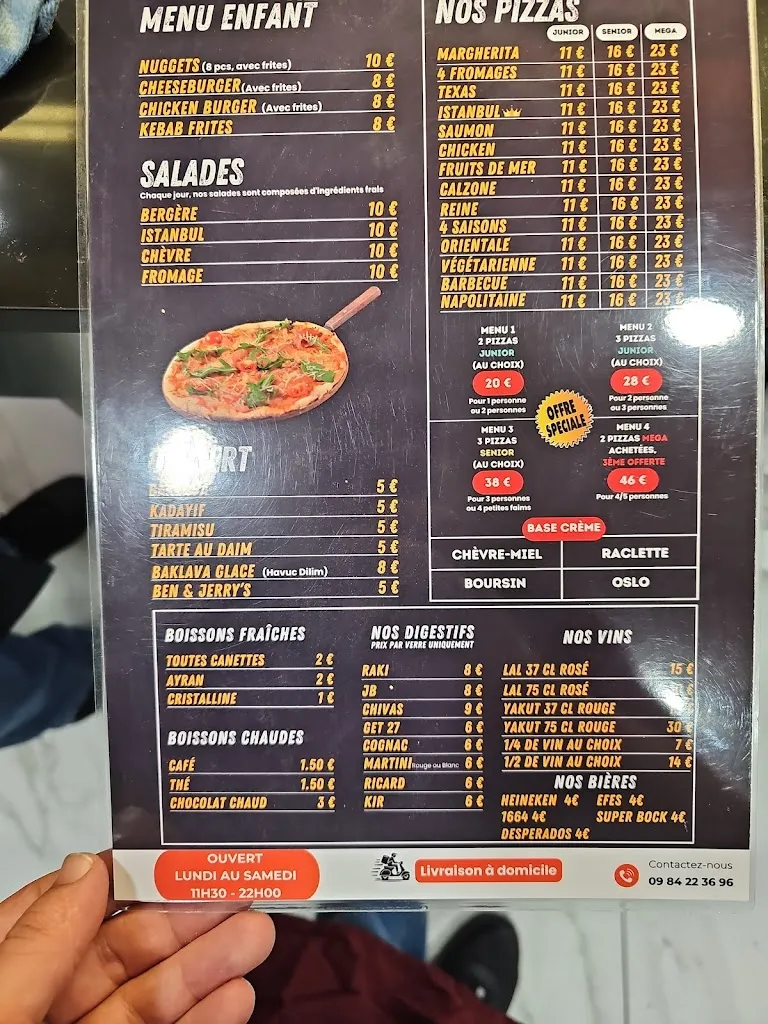 MENU ENFANT
NUGGETS (8 pcs, avec frites) 10 €
CHEESEBURGER (Avec frites) 8 €
CHICKEN BURGER (Avec frites) 8 €
KEBAB FRITES 8 €
SALADES
Chaque jour, nos salades sont composées d'ingrédients frais
BERGÈRE 10 €
ISTANBUL 10 €
CHÈVRE 10 €
FROMAGE 10 €
5 €
KADAYIF 5 €
TIRAMISU 5 €
TARTE AU DAIM 5 €
BAKLAVA GLACE (Havuc Dilim) 8 €
BEN & JERRY'S 5 €
NOS PIZZAS
JUNIOR SENIOR MEGA
MARGHERITA 11 € 16 € 23 €
4 FROMAGES 11 € 16 € 23 €
TEXAS 11 € 16 € 23 €
ISTANBUL 11 € 16 € 23 €
SAUMON 11 € 16 € 23 €
CHICKEN 11 € 16 € 23 €
FRUITS DE MER 11 € 16 € 23 €
CALZONE 11 € 16 € 23 €
REINE 11 € 16 € 23 €
4 SAISONS 11 € 16 € 23 €
ORIENTALE 11 € 16 € 23 €
VÉGÉTARIENNE 11 € 16 € 23 €
BARBECUE 11 € 16 € 23 €
NAPOLITAINE 11 € 16 € 23 €
MENU 1
2 PIZZAS
JUNIOR
(AU CHOIX)
20 €
Pour 1 personne
ou 2 personnes
MENU 2
3 PIZZAS
JUNIOR
(AU CHOIX)
28 €
Pour 2 personne
ou 3 personnes
OFFRE
SPECIALE
MENU 3
3 PIZZAS
SENIOR
(AU CHOIX)
38 €
Pour 3 personnes
ou 4 petites faims
MENU 4
2 PIZZAS MEGA
ACHETÉES,
3ÈME OFFERTE
46 €
Pour 4/5 personnes
BASE CRÈME
CHÈVRE-MIEL RACLETTE
BOURSIN OSLO
BOISSONS FRAÎCHES
TOUTES CANETTES 2 €
AYRAN 2 €
CRISTALLINE 1 €
BOISSONS CHAUDES
CAFÉ 1.50 €
THÉ 1.50 €
CHOCOLAT CHAUD 3 €
NOS DIGESTIFS
PRIX PAR VERRE UNIQUEMENT
RAKI 8 €
JB 8 €
CHIVAS 9 €
GET 27 6 €
COGNAC 6 €
MARTINI Rouge ou Blanc 6 €
RICARD 6 €
KIR 6 €
NOS VINS
LAL 37 CL ROSÉ 15 €
LAL 75 CL ROSÉ
YAKUT 37 CL ROUGE
YAKUT 75 CL ROUGE 30
1/4 DE VIN AU CHOIX 7 €
1/2 DE VIN AU CHOIX 14 €
NOS BIÈRES
HEINEKEN 4€ EFES 4€
1664 4€ SUPER BOCK 4€
DESPERADOS 4€
OUVERT
LUNDI AU SAMEDI
11H30 - 22H00
Livraison à domicile
Contactez-nous
09 84 22 36 96